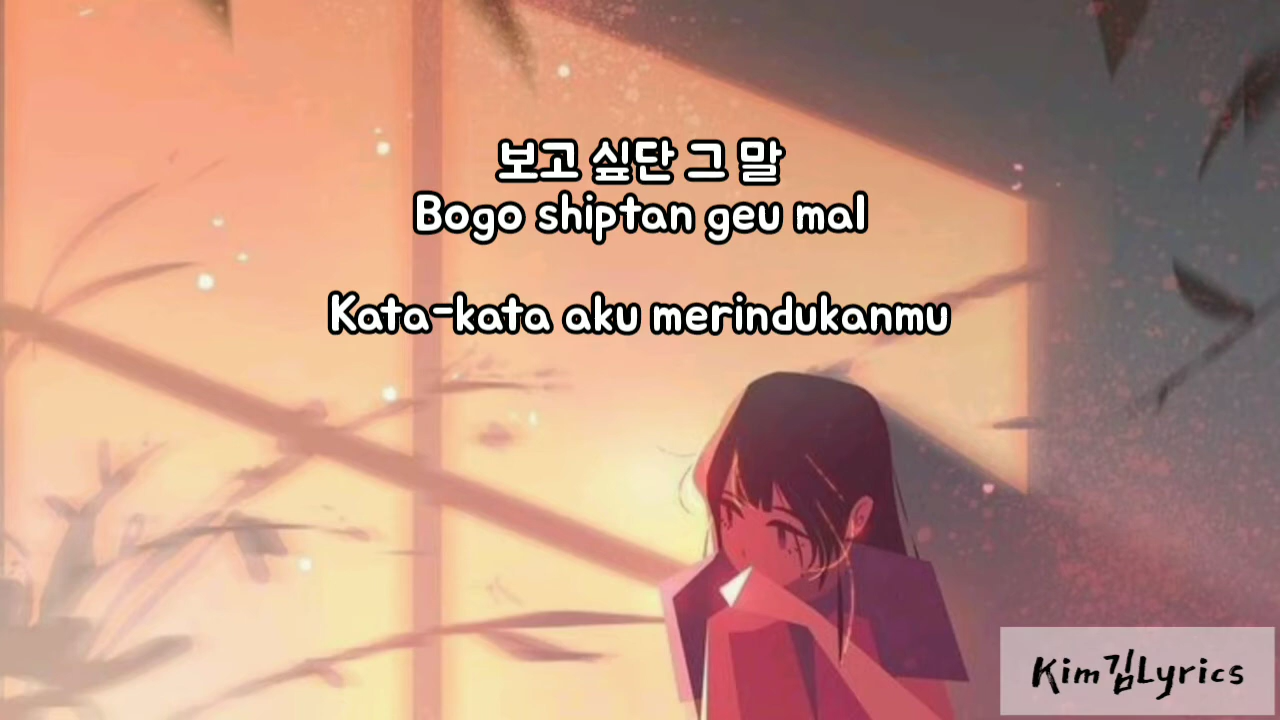 보고 싶단 그 말
Bogo shiptan geu mal
Kata-kata aku merindukanmu
Kim김Lyrics